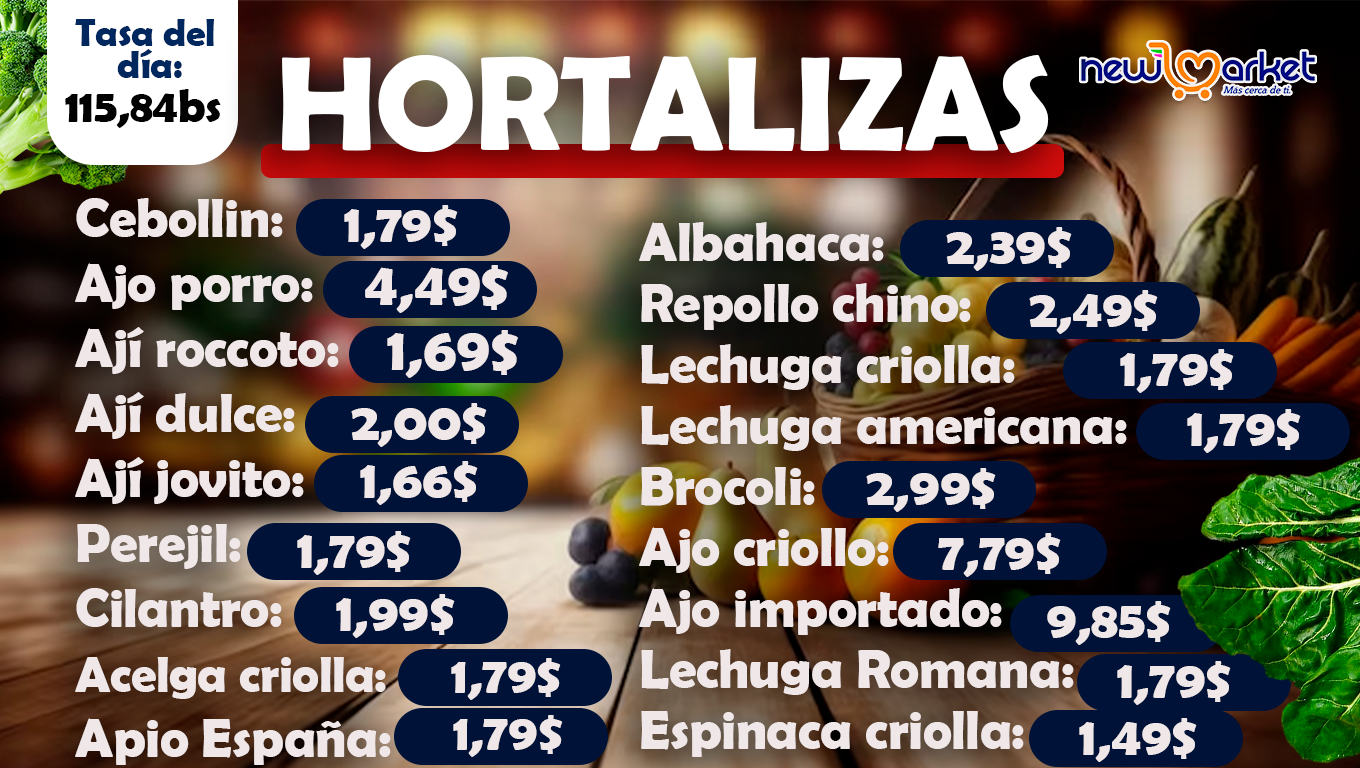 Tasa del
día:
115,84bs
HORTALIZAS
new market
Más cerca de ti.
Cebollin: 1,79$
Ajo porro: 4,49$
Ají roccoto: 1,69$
Ají dulce: 2,00$
Ají jovito: 1,66$
Perejil: 1,79$
Cilantro: 1,99$
Acelga criolla: 1,79$
Apio España: 1,79$
Albahaca: 2,39$
Repollo chino: 2,49$
Lechuga criolla: 1,79$
Lechuga americana: 1,79$
Brocoli: 2,99$
Ajo criollo: 7,79$
Ajo importado: 9,85$
Lechuga Romana: 1,79$
Espinaca criolla: 1,49$